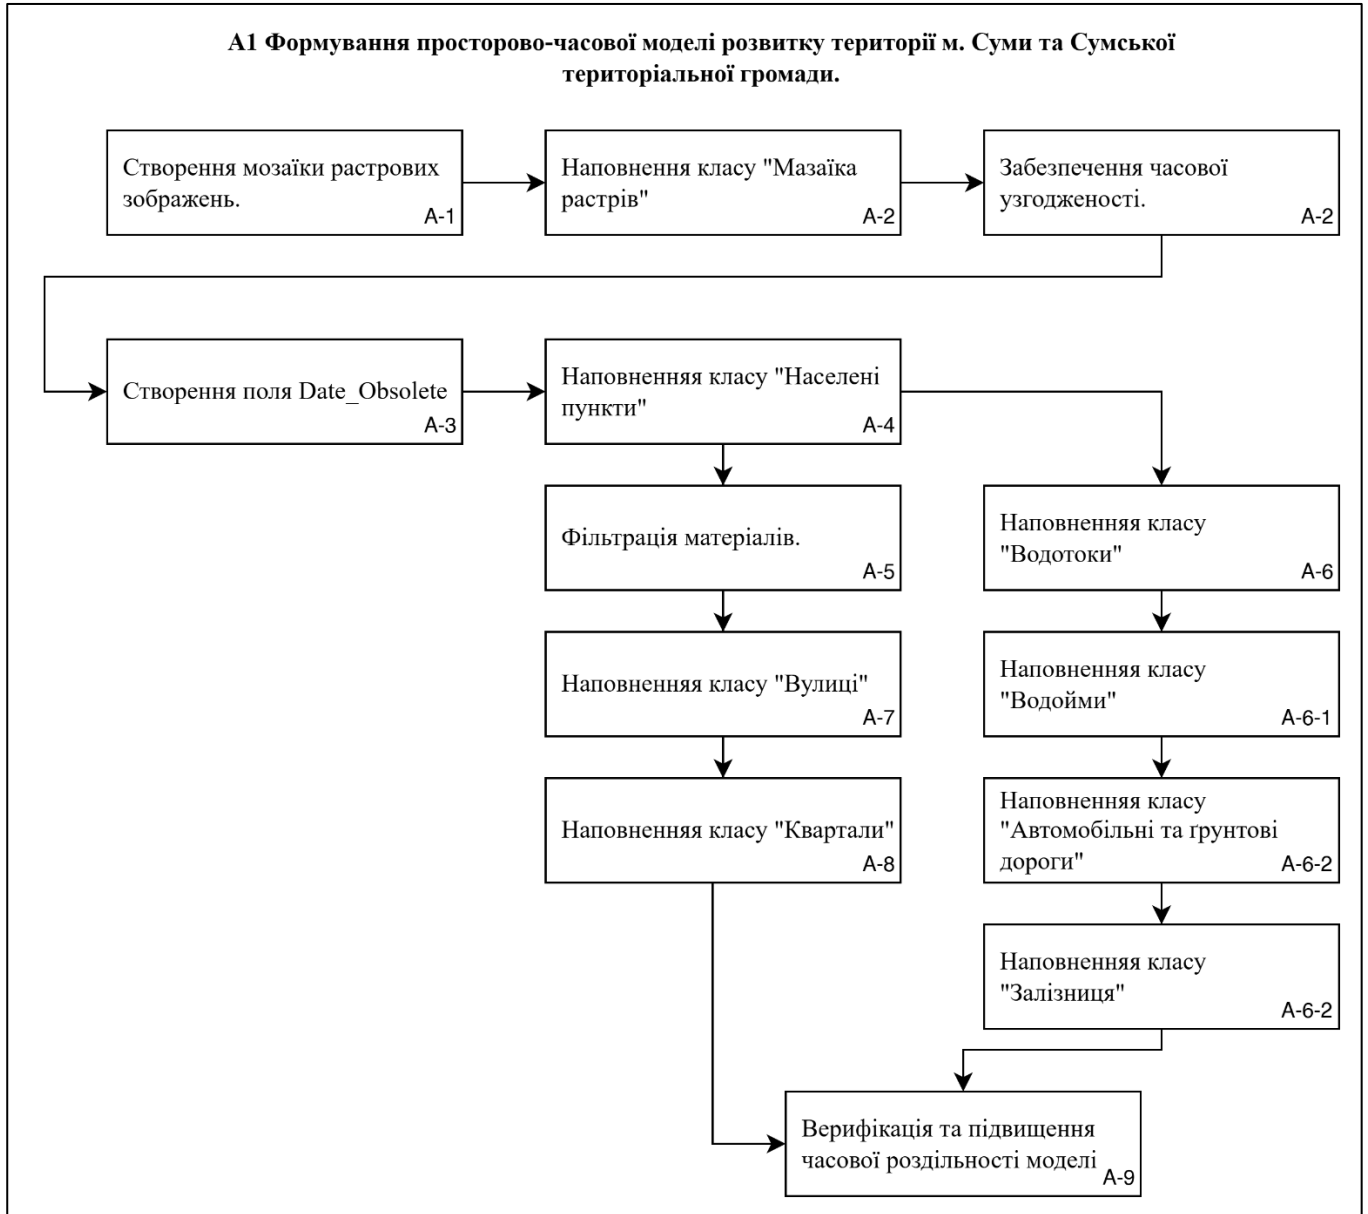 А1 Формування просторово-часової моделі розвитку території м. Суми та Сумської
територіальної громади.
Створення мозаїки растрових
зображень.
А-1
Наповнення класу "Мазаїка
растрів"
А-2
Забезпечення часової
узгодженості.
А-2
Створення поля Date_Obsolete
А-3
Наповненняя класу "Населені
пункти"
А-4
Фільтрація матеріалів.
А-5
Наповненняя класу
"Водотоки"
А-6
Наповненняя класу "Вулиці"
А-7
Наповненняя класу
"Водойми"
А-6-1
Наповненняя класу "Квартали"
А-8
Наповненняя класу
"Автомобільні та ґрунтові
дороги"
А-6-2
Наповненняя класу
"Залізниця"
А-6-2
Верифікація та підвищення
часової роздільності моделі
А-9